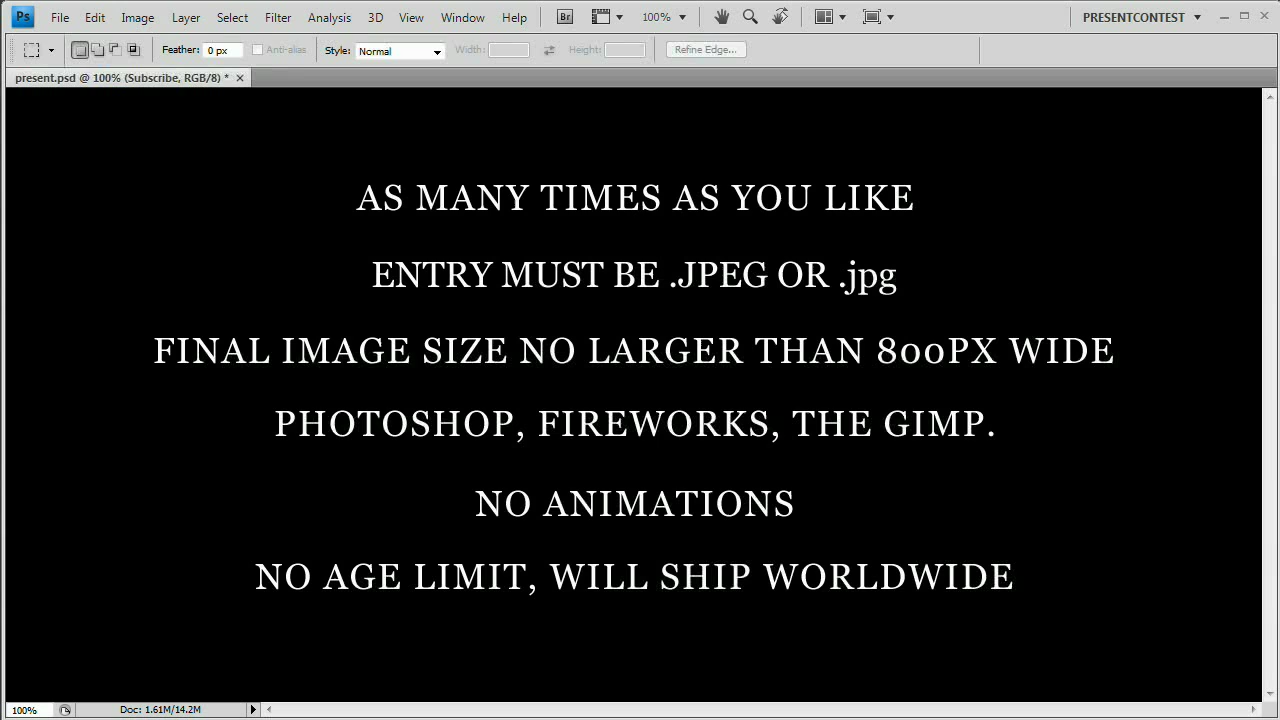 Ps File Edit Image Layer Select Filter Analysis 3D View Window Help Br 100% PRESENTCONTEST
Feather: 0 px Anti-alias Style: Normal Width: Height: Refine Edge...
present.psd @ 100% (Subscribe, RGB/8) *
AS MANY TIMES AS YOU LIKE
ENTRY MUST BE .JPEG OR .jpg
FINAL IMAGE SIZE NO LARGER THAN 800PX WIDE
PHOTOSHOP, FIREWORKS, THE GIMP.
NO ANIMATIONS
NO AGE LIMIT, WILL SHIP WORLDWIDE
100% Doc: 1.61M/14.2M